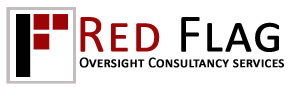 RED FLAG
OVERSIGHT CONSULTANCY SERVICES